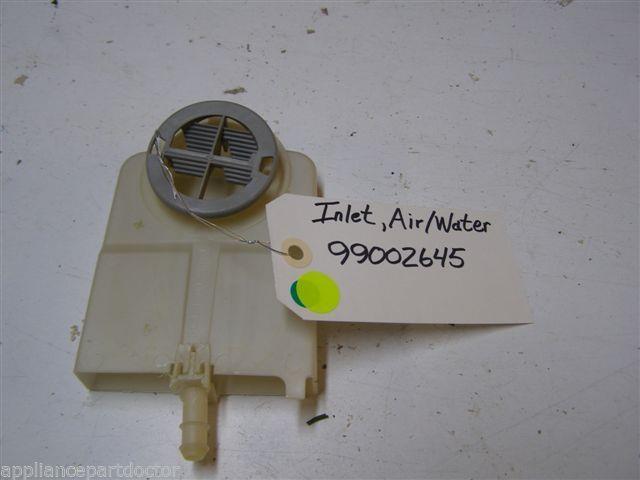 Inlet, Air/Water
99002645
appliancepartdoctor